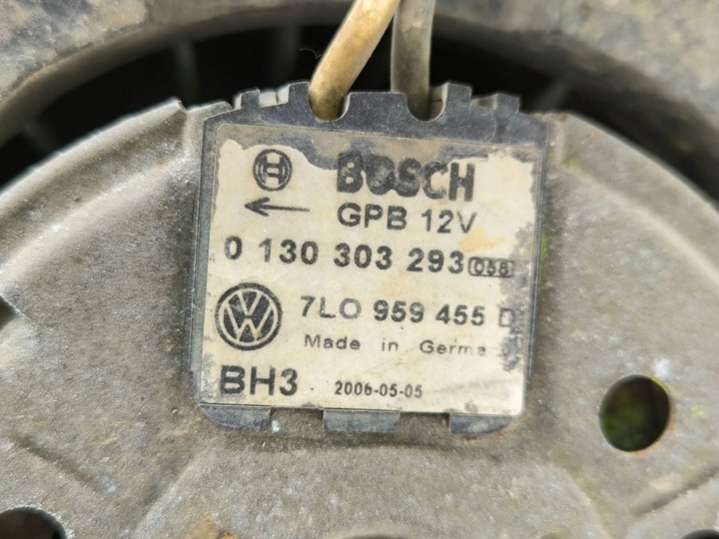 BOSCH
GPB 12V
0 130 303 293
7L0 959 455 D
Made in Germa
BH3 2006-05-05